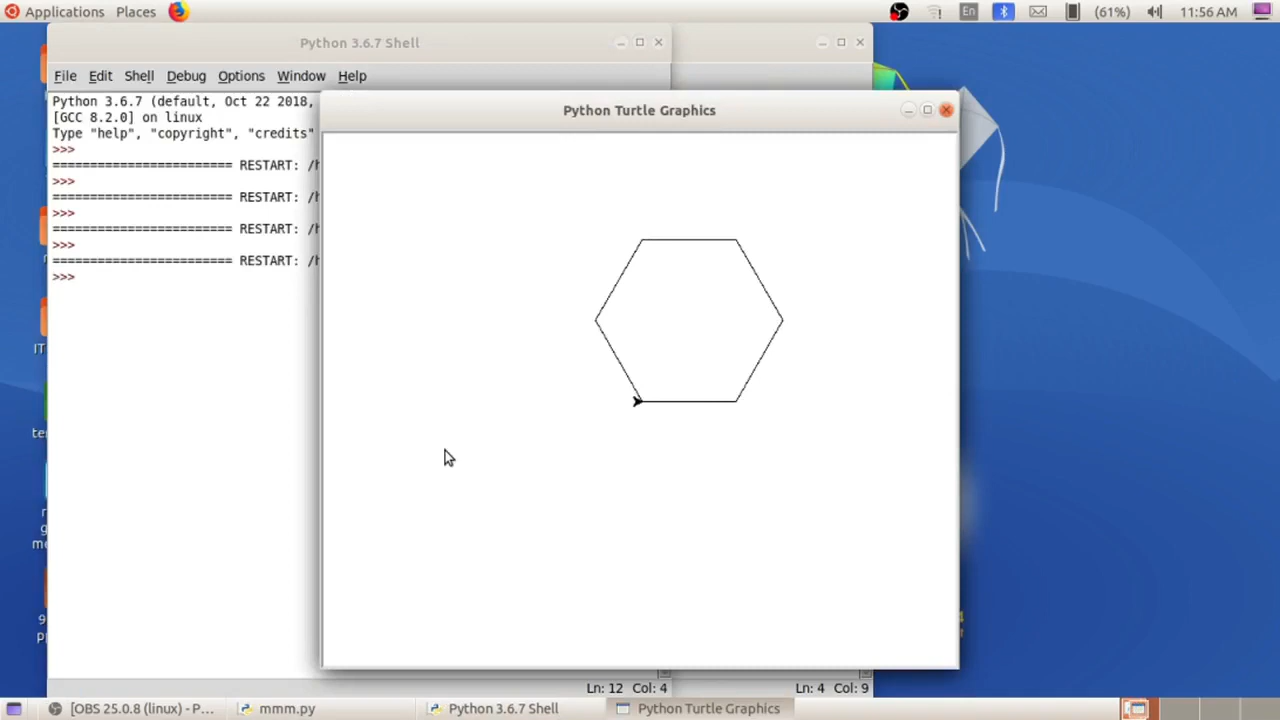 Applications Places En (61%) 11:56 AM
Python 3.6.7 Shell
File Edit Shell Debug Options Window Help
Python 3.6.7 (default, Oct 22 2018,
[GCC 8.2.0] on linux
Type "help", "copyright", "credits"
>>>
======================== RESTART: /h
>>>
======================== RESTART: /h
>>>
======================== RESTART: /h
>>>
======================== RESTART: /h
>>>
Python Turtle Graphics
IT
Ln: 12 Col: 4
Ln: 4 Col: 9
[OBS 25.0.8 (linux) - P...
mmm.py
Python 3.6.7 Shell
Python Turtle Graphics